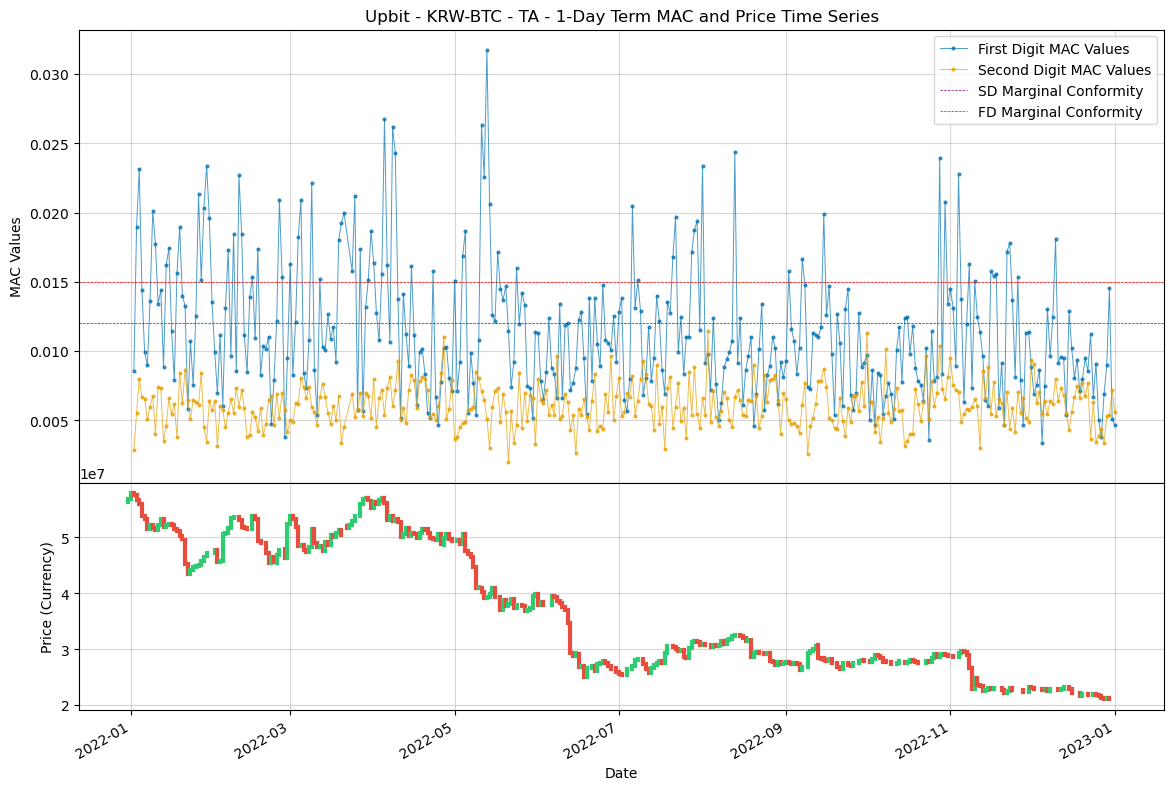 Upbit - KRW-BTC - TA - 1-Day Term MAC and Price Time Series
First Digit MAC Values
Second Digit MAC Values
SD Marginal Conformity
FD Marginal Conformity
MAC Values
0.030
0.025
0.020
0.015
0.010
0.005
1e7
Price (Currency)
5
4
3
2
2022-01
2022-03
2022-05
2022-07
2022-09
2022-11
2023-01
Date